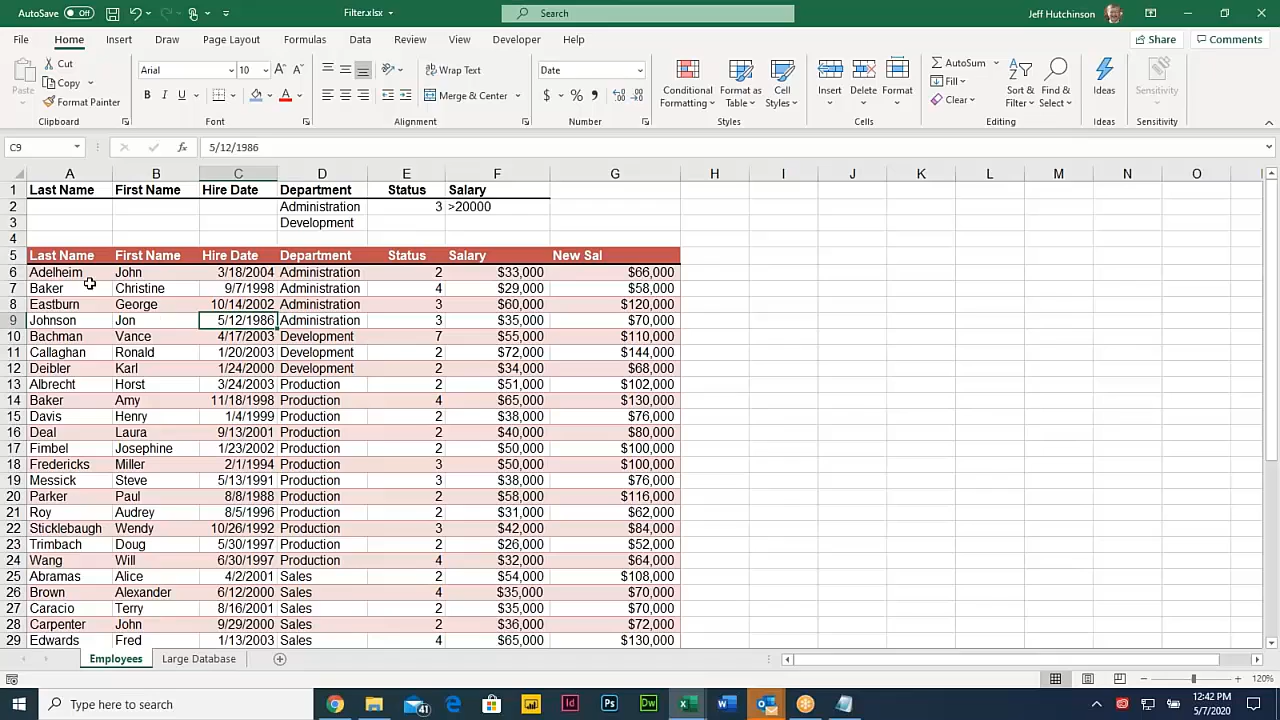 AutoSave Off Filter.xlsx Search Jeff Hutchinson
File Home Insert Draw Page Layout Formulas Data Review View Developer Help Share Comments
Paste Cut Copy Format Painter Clipboard
Arial 10 B I U Font
Wrap Text Merge & Center Alignment
Date $ % Number
Conditional Formatting Format as Table Cell Styles Styles
Insert Delete Format Cells
AutoSum Fill Clear Sort & Filter Find & Select Editing
Ideas Ideas
Sensitivity Sensitivity
C9 fx 5/12/1986
A B C D E F G H I J K L M N O
1 Last Name First Name Hire Date Department Status Salary
2 Administration 3 >20000
3 Development
4
5 Last Name First Name Hire Date Department Status Salary New Sal
6 Adelheim John 3/18/2004 Administration 2 $33,000 $66,000
7 Baker Christine 9/7/1998 Administration 4 $29,000 $58,000
8 Eastburn George 10/14/2002 Administration 3 $60,000 $120,000
9 Johnson Jon 5/12/1986 Administration 3 $35,000 $70,000
10 Bachman Vance 4/17/2003 Development 7 $55,000 $110,000
11 Callaghan Ronald 1/20/2003 Development 2 $72,000 $144,000
12 Deibler Karl 1/24/2000 Development 2 $34,000 $68,000
13 Albrecht Horst 3/24/2003 Production 2 $51,000 $102,000
14 Baker Amy 11/18/1998 Production 4 $65,000 $130,000
15 Davis Henry 1/4/1999 Production 2 $38,000 $76,000
16 Deal Laura 9/13/2001 Production 2 $40,000 $80,000
17 Fimbel Josephine 1/23/2002 Production 2 $50,000 $100,000
18 Fredericks Miller 2/1/1994 Production 3 $50,000 $100,000
19 Messick Steve 5/13/1991 Production 3 $38,000 $76,000
20 Parker Paul 8/8/1988 Production 2 $58,000 $116,000
21 Roy Audrey 8/5/1996 Production 2 $31,000 $62,000
22 Sticklebaugh Wendy 10/26/1992 Production 3 $42,000 $84,000
23 Trimbach Doug 5/30/1997 Production 2 $26,000 $52,000
24 Wang Will 6/30/1997 Production 4 $32,000 $64,000
25 Abramas Alice 4/2/2001 Sales 2 $54,000 $108,000
26 Brown Alexander 6/12/2000 Sales 4 $35,000 $70,000
27 Caracio Terry 8/16/2001 Sales 2 $35,000 $70,000
28 Carpenter John 9/29/2000 Sales 2 $36,000 $72,000
29 Edwards Fred 1/13/2003 Sales 4 $65,000 $130,000
Employees Large Database
120%
Type here to search 41 Id Ps Dw 12:42 PM
5/7/2020